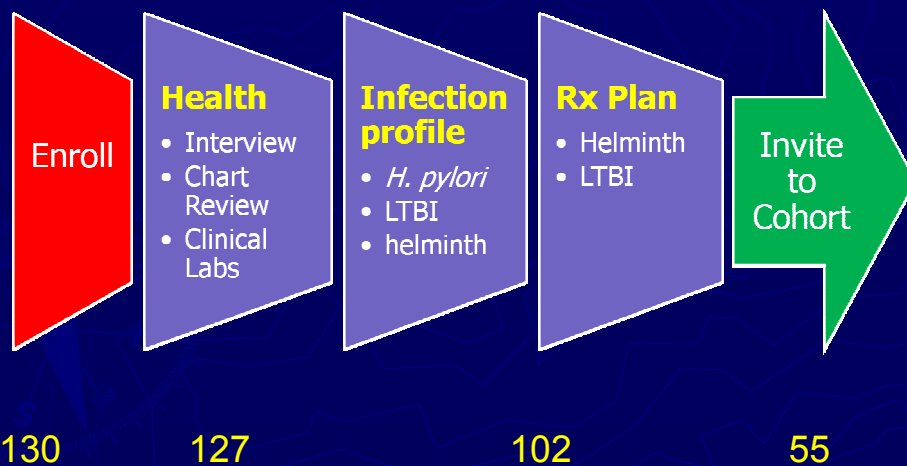 Enroll
Health
• Interview
• Chart
Review
• Clinical
Labs
Infection
profile
• H. pylori
• LTBI
• helminth
Rx Plan
• Helminth
• LTBI
Invite
to
Cohort
130 127 102 55